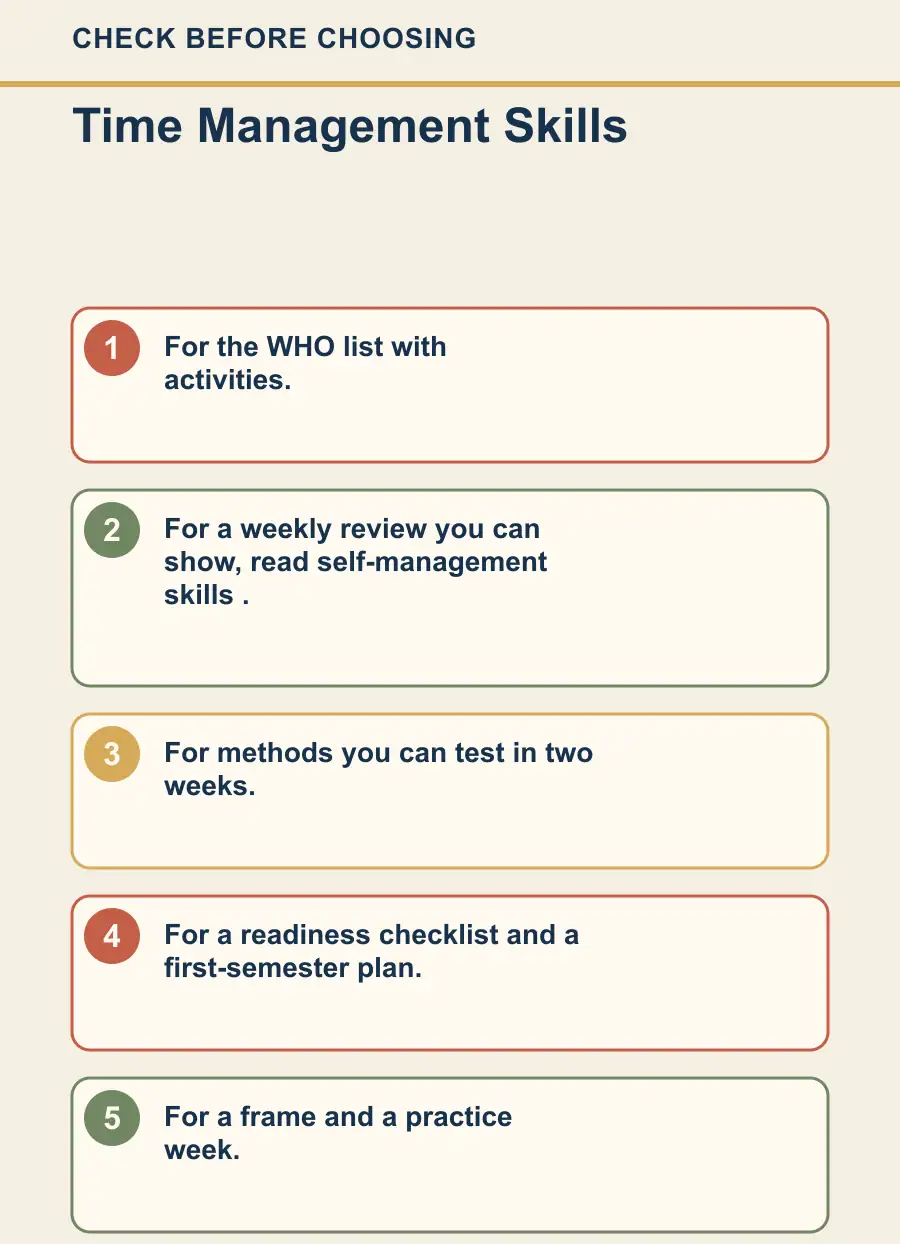 CHECK BEFORE CHOOSING
Time Management Skills
1
For the WHO list with
activities.
2
For a weekly review you can
show, read self-management
skills .
3
For methods you can test in two
weeks.
4
For a readiness checklist and a
first-semester plan.
5
For a frame and a practice
week.